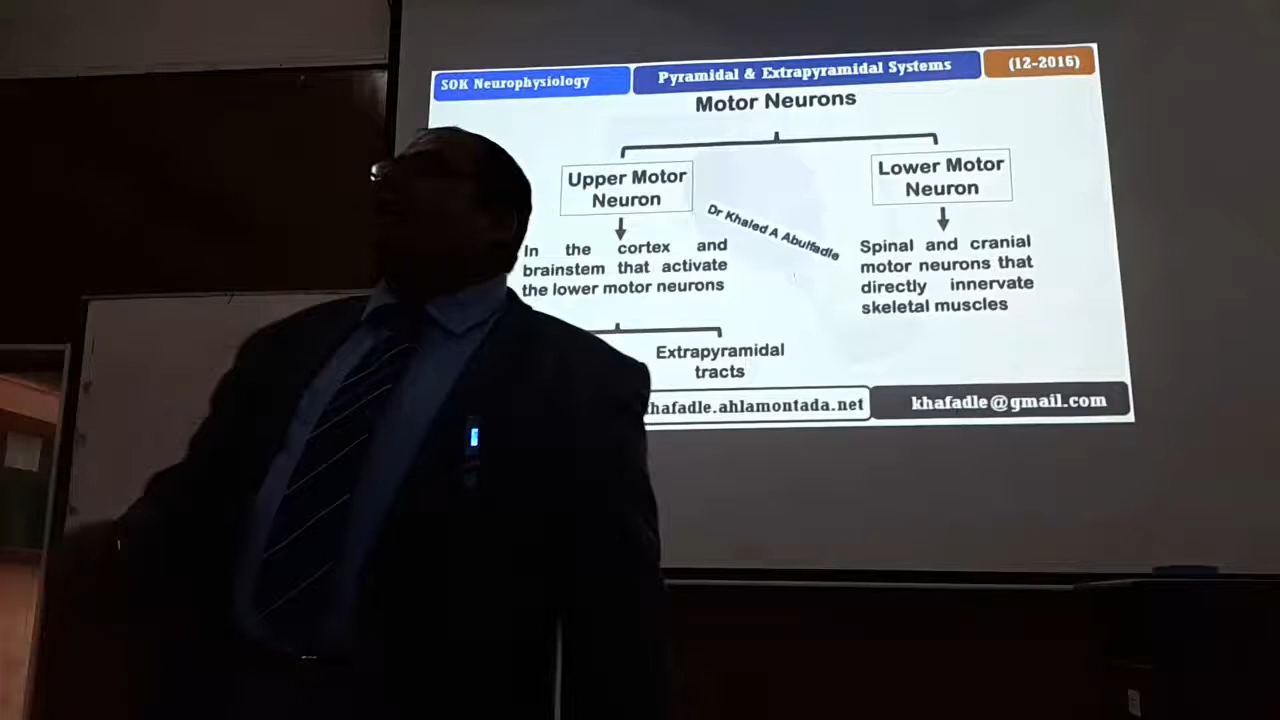 SOK Neurophysiology
Pyramidal & Extrapyramidal Systems
(12-2016)
Motor Neurons
Upper Motor
Neuron
In the cortex and
brainstem that activate
the lower motor neurons
Dr Khaled A Abulfadle
Lower Motor
Neuron
Spinal and cranial
motor neurons that
directly innervate
skeletal muscles
Extrapyramidal
tracts
khafadle.ahlamontada.net
khafadle@gmail.com